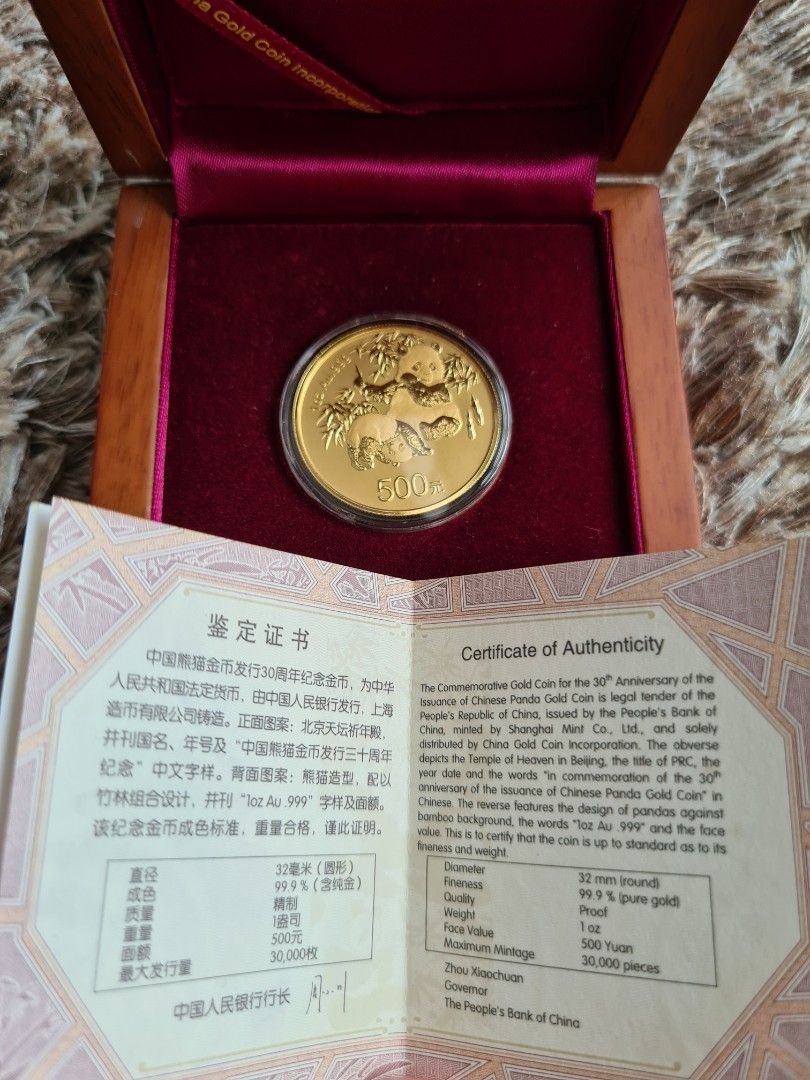 na Gold Coin Incorporation
1oz Au .999
500元
鉴定证书
中国熊猫金币发行30周年纪念金币，为中华
人民共和国法定货币，由中国人民银行发行，上海
造币有限公司铸造。正面图案：北京天坛祈年殿，
并刊国名、年号及“中国熊猫金币发行三十周年
纪念”中文字样。背面图案：熊猫造型，配以
竹林组合设计，并刊“1oz Au .999”字样及面额。
该纪念金币成色标准，重量合格，谨此证明。
直径 32毫米（圆形）
成色 99.9％（含纯金）
质量 精制
重量 1盎司
面额 500元
最大发行量 30,000枚
中国人民银行行长
Certificate of Authenticity
The Commemorative Gold Coin for the 30th Anniversary of the
Issuance of Chinese Panda Gold Coin is legal tender of the
People's Republic of China, issued by the People's Bank of
China, minted by Shanghai Mint Co., Ltd., and solely
distributed by China Gold Coin Incorporation. The obverse
depicts the Temple of Heaven in Beijing, the title of PRC, the
year date and the words "in commemoration of the 30th
anniversary of the issuance of Chinese Panda Gold Coin" in
Chinese. The reverse features the design of pandas against
bamboo background, the words "1oz Au .999" and the face
value. This is to certify that the coin is up to standard as to its
fineness and weight.
Diameter 32 mm (round)
Fineness 99.9 % (pure gold)
Quality Proof
Weight 1 oz
Face Value 500 Yuan
Maximum Mintage 30,000 pieces
Zhou Xiaochuan
Governor
The People's Bank of China